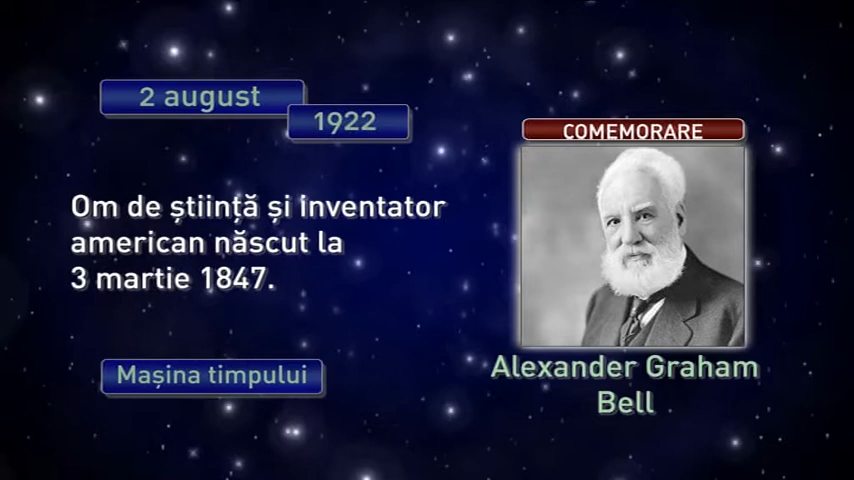 2 august
1922
COMEMORARE
Om de știință și inventator
american născut la
3 martie 1847.
Mașina timpului
Alexander Graham
Bell